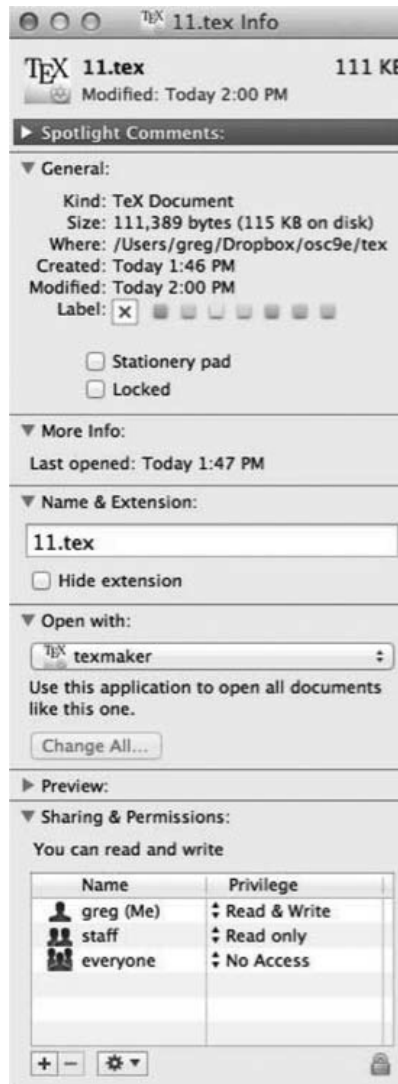 TEX 11.tex Info
TEX 11.tex 111 KB
Modified: Today 2:00 PM
Spotlight Comments:
General:
Kind: TeX Document
Size: 111,389 bytes (115 KB on disk)
Where: /Users/greg/Dropbox/osc9e/tex
Created: Today 1:46 PM
Modified: Today 2:00 PM
Label: x
Stationery pad
Locked
More Info:
Last opened: Today 1:47 PM
Name & Extension:
11.tex
Hide extension
Open with:
TEX texmaker
Use this application to open all documents
like this one.
Change All...
Preview:
Sharing & Permissions:
You can read and write
Name Privilege
greg (Me) Read & Write
staff Read only
everyone No Access